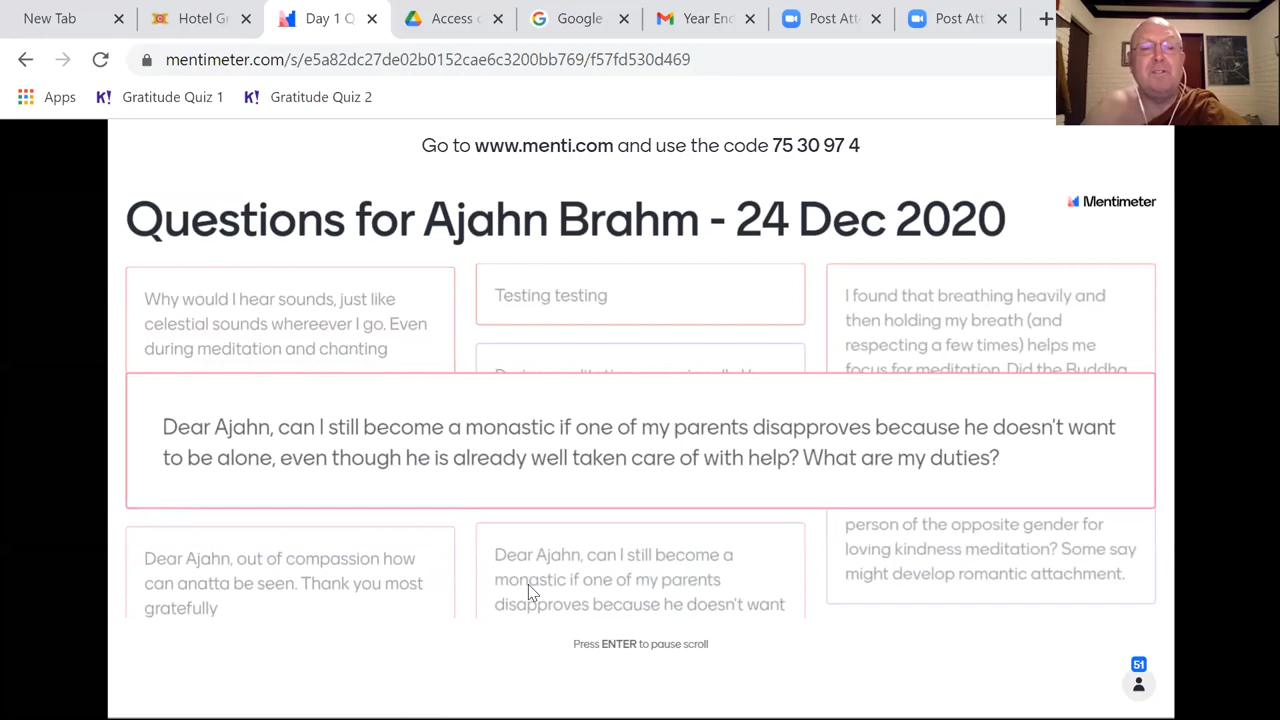 New Tab
Hotel Gr
Day 1 Q
Access
Google
Year End
Post Att
Post Att
mentimeter.com/s/e5a82dc27de02b0152cae6c3200bb769/f57fd530d469
Apps
Gratitude Quiz 1
Gratitude Quiz 2
Go to www.menti.com and use the code 75 30 97 4
Questions for Ajahn Brahm - 24 Dec 2020
Mentimeter
Why would I hear sounds, just like
celestial sounds whereever I go. Even
during meditation and chanting
Testing testing
I found that breathing heavily and
then holding my breath (and
respecting a few times) helps me
focus for meditation. Did the Buddha
Dear Ajahn, can I still become a monastic if one of my parents disapproves because he doesn't want
to be alone, even though he is already well taken care of with help? What are my duties?
Dear Ajahn, out of compassion how
can anatta be seen. Thank you most
gratefully
Dear Ajahn, can I still become a
monastic if one of my parents
disapproves because he doesn't want
person of the opposite gender for
loving kindness meditation? Some say
might develop romantic attachment.
Press ENTER to pause scroll
51